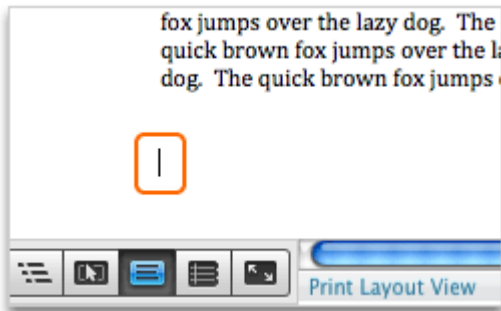 fox jumps over the lazy dog.  The
quick brown fox jumps over the
dog.  The quick brown fox jumps
Print Layout View